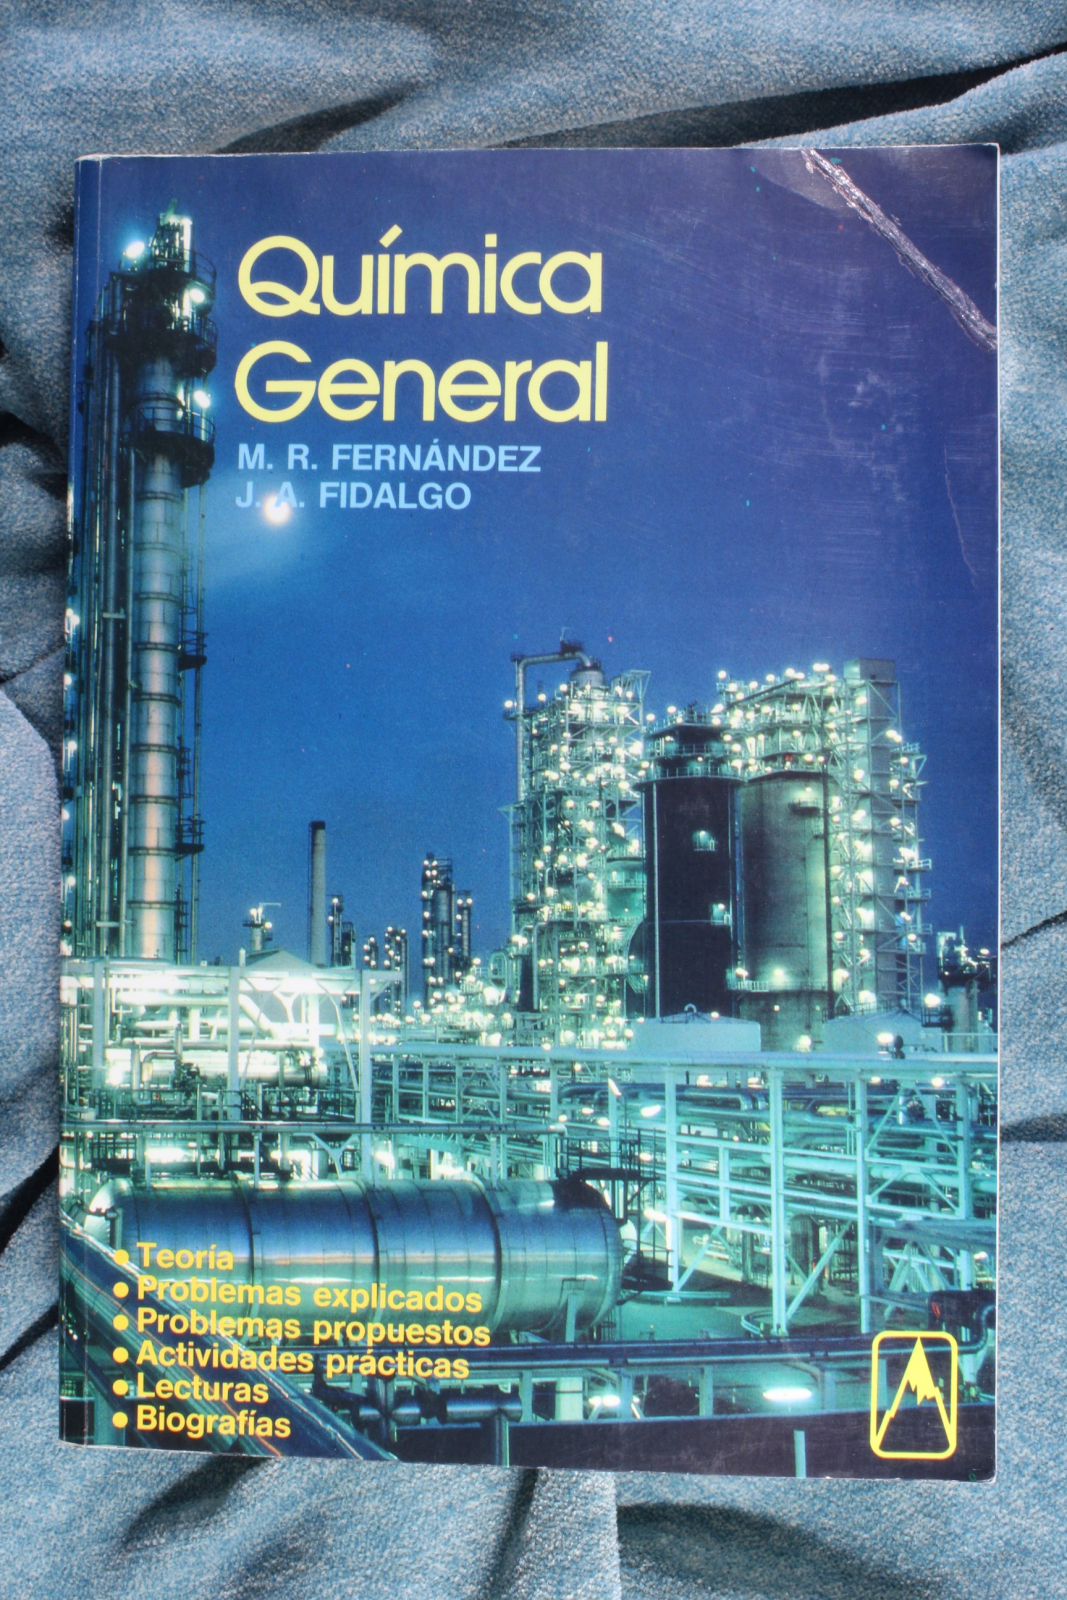 Química
General
M. R. FERNÁNDEZ
J. A. FIDALGO
• Teoría
• Problemas explicados
• Problemas propuestos
• Actividades prácticas
• Lecturas
• Biografías